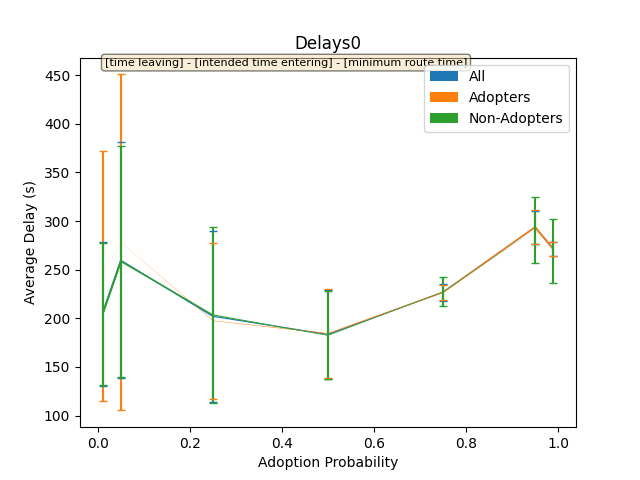 Delays0
[time leaving] - [intended time entering] - [minimum route time]
All
Adopters
Non-Adopters
Average Delay (s)
450
400
350
300
250
200
150
100
0.0 0.2 0.4 0.6 0.8 1.0
Adoption Probability